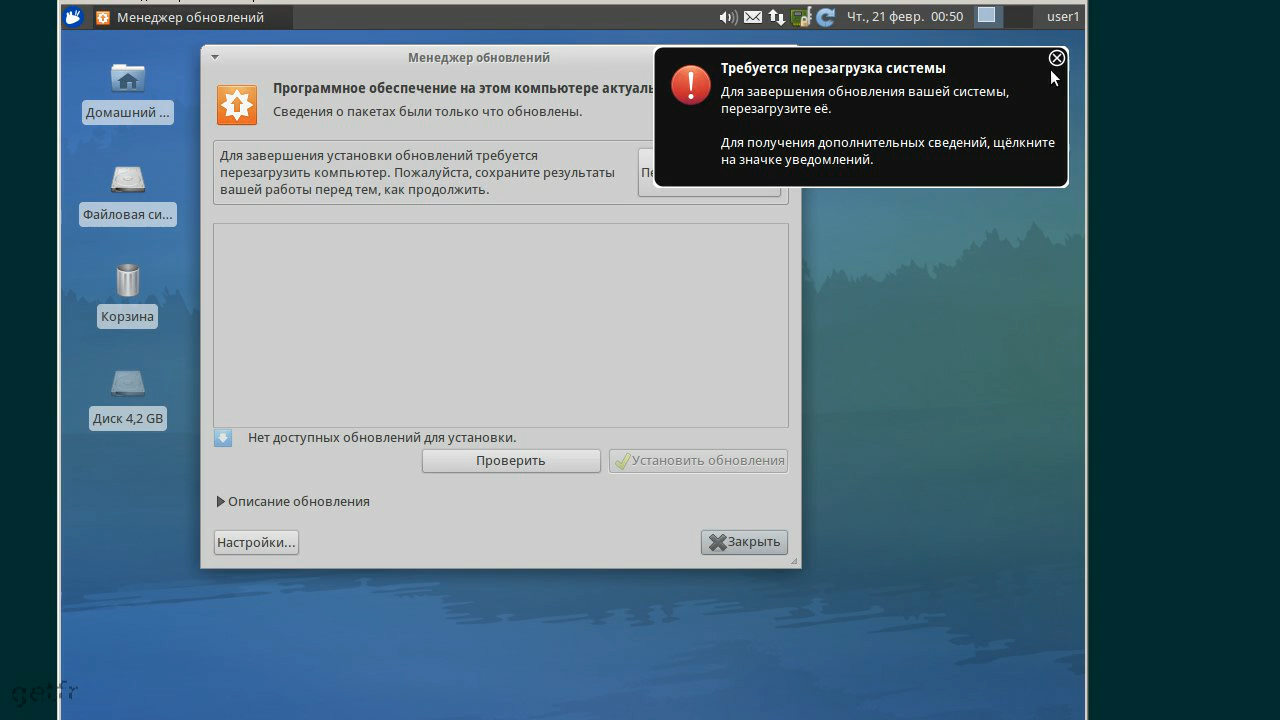 Менеджер обновлений
Чт., 21 февр. 00:50
user1
Домашний ...
Файловая си...
Корзина
Диск 4,2 GB
Менеджер обновлений
Программное обеспечение на этом компьютере
Сведения о пакетах были только что обновлены.
Для завершения установки обновлений требуется
перезагрузить компьютер. Пожалуйста, сохраните результаты
вашей работы перед тем, как продолжить.
Требуется перезагрузка системы
Для завершения обновления вашей системы,
перезагрузите её.
Для получения дополнительных сведений, щёлкните
на значке уведомлений.
Нет доступных обновлений для установки.
Проверить
Установить обновления
Описание обновления
Настройки...
Закрыть
getfr